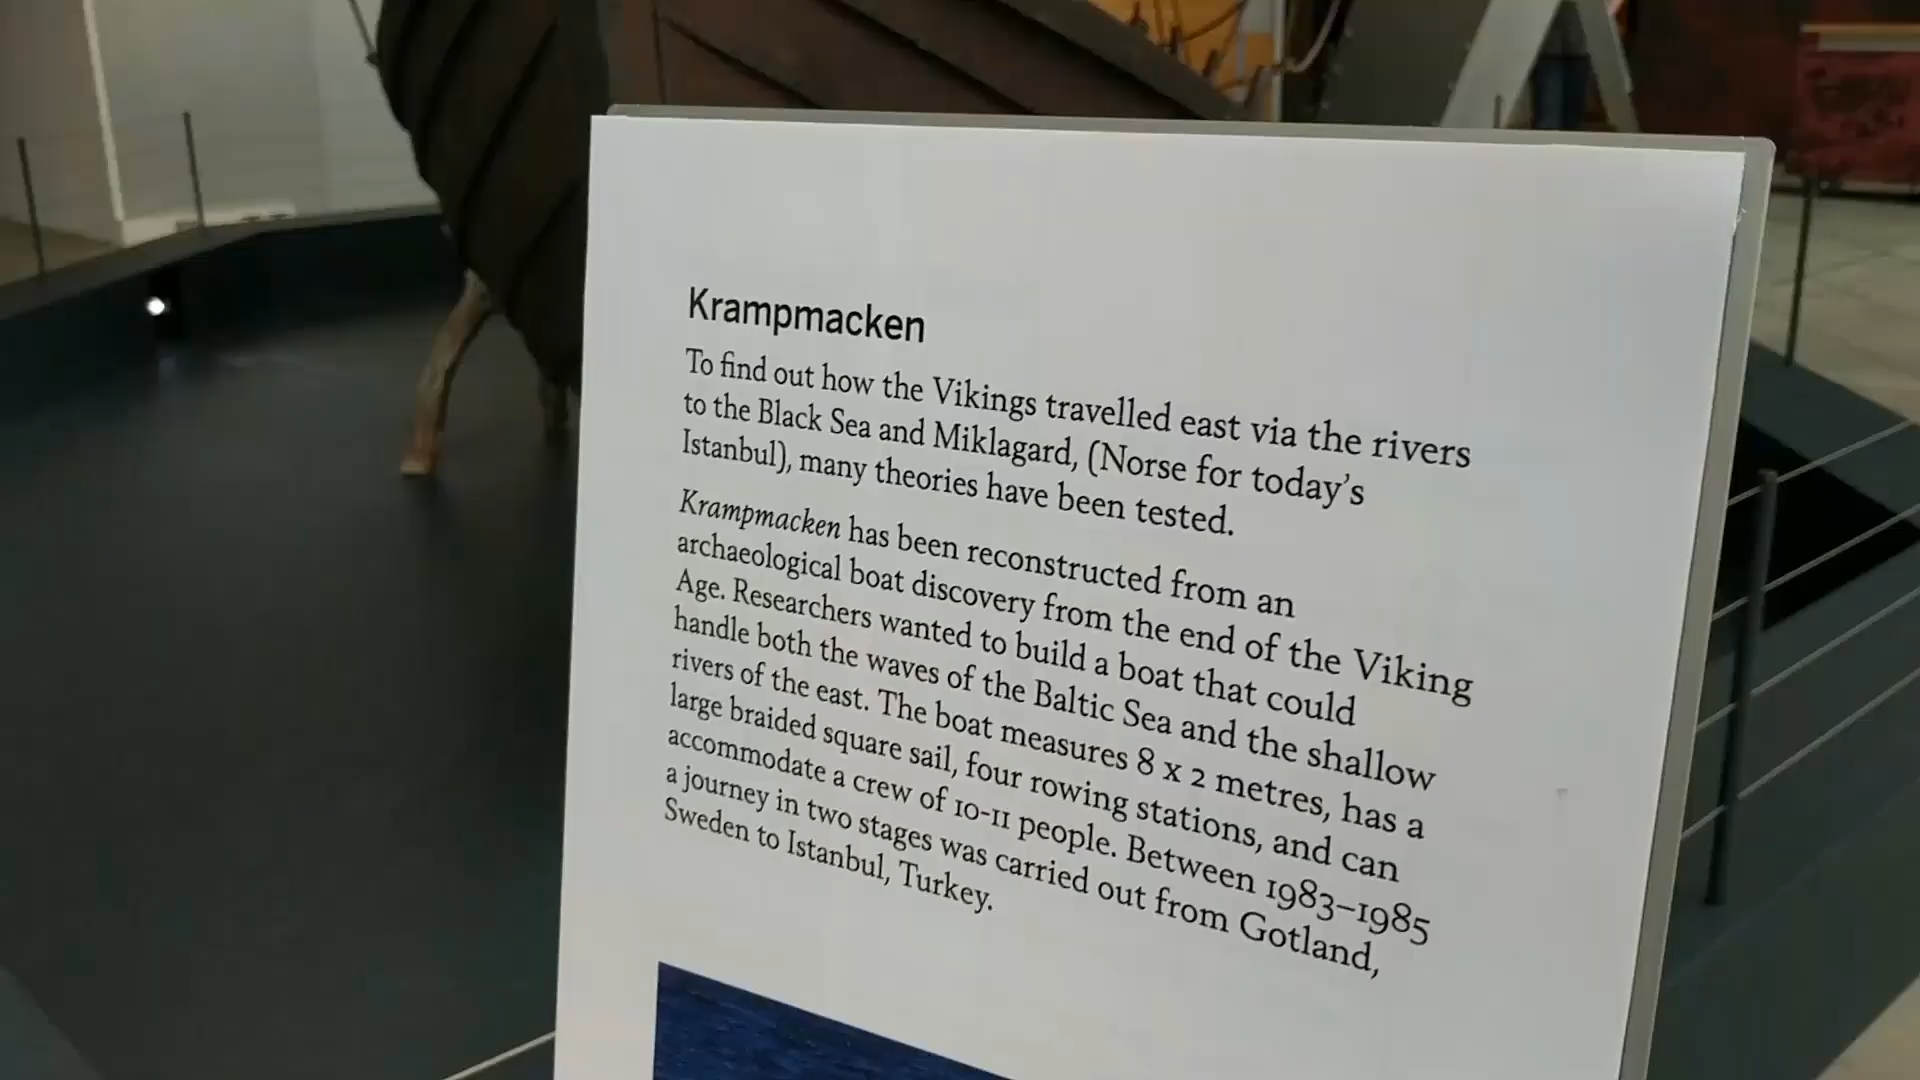 Krampmacken
To find out how the Vikings travelled east via the rivers
to the Black Sea and Miklagard, (Norse for today's
Istanbul), many theories have been tested.
Krampmacken has been reconstructed from an
archaeological boat discovery from the end of the Viking
Age. Researchers wanted to build a boat that could
handle both the waves of the Baltic Sea and the shallow
rivers of the east. The boat measures 8 x 2 metres, has a
large braided square sail, four rowing stations, and can
accommodate a crew of 10-11 people. Between 1983–1985
a journey in two stages was carried out from Gotland,
Sweden to Istanbul, Turkey.